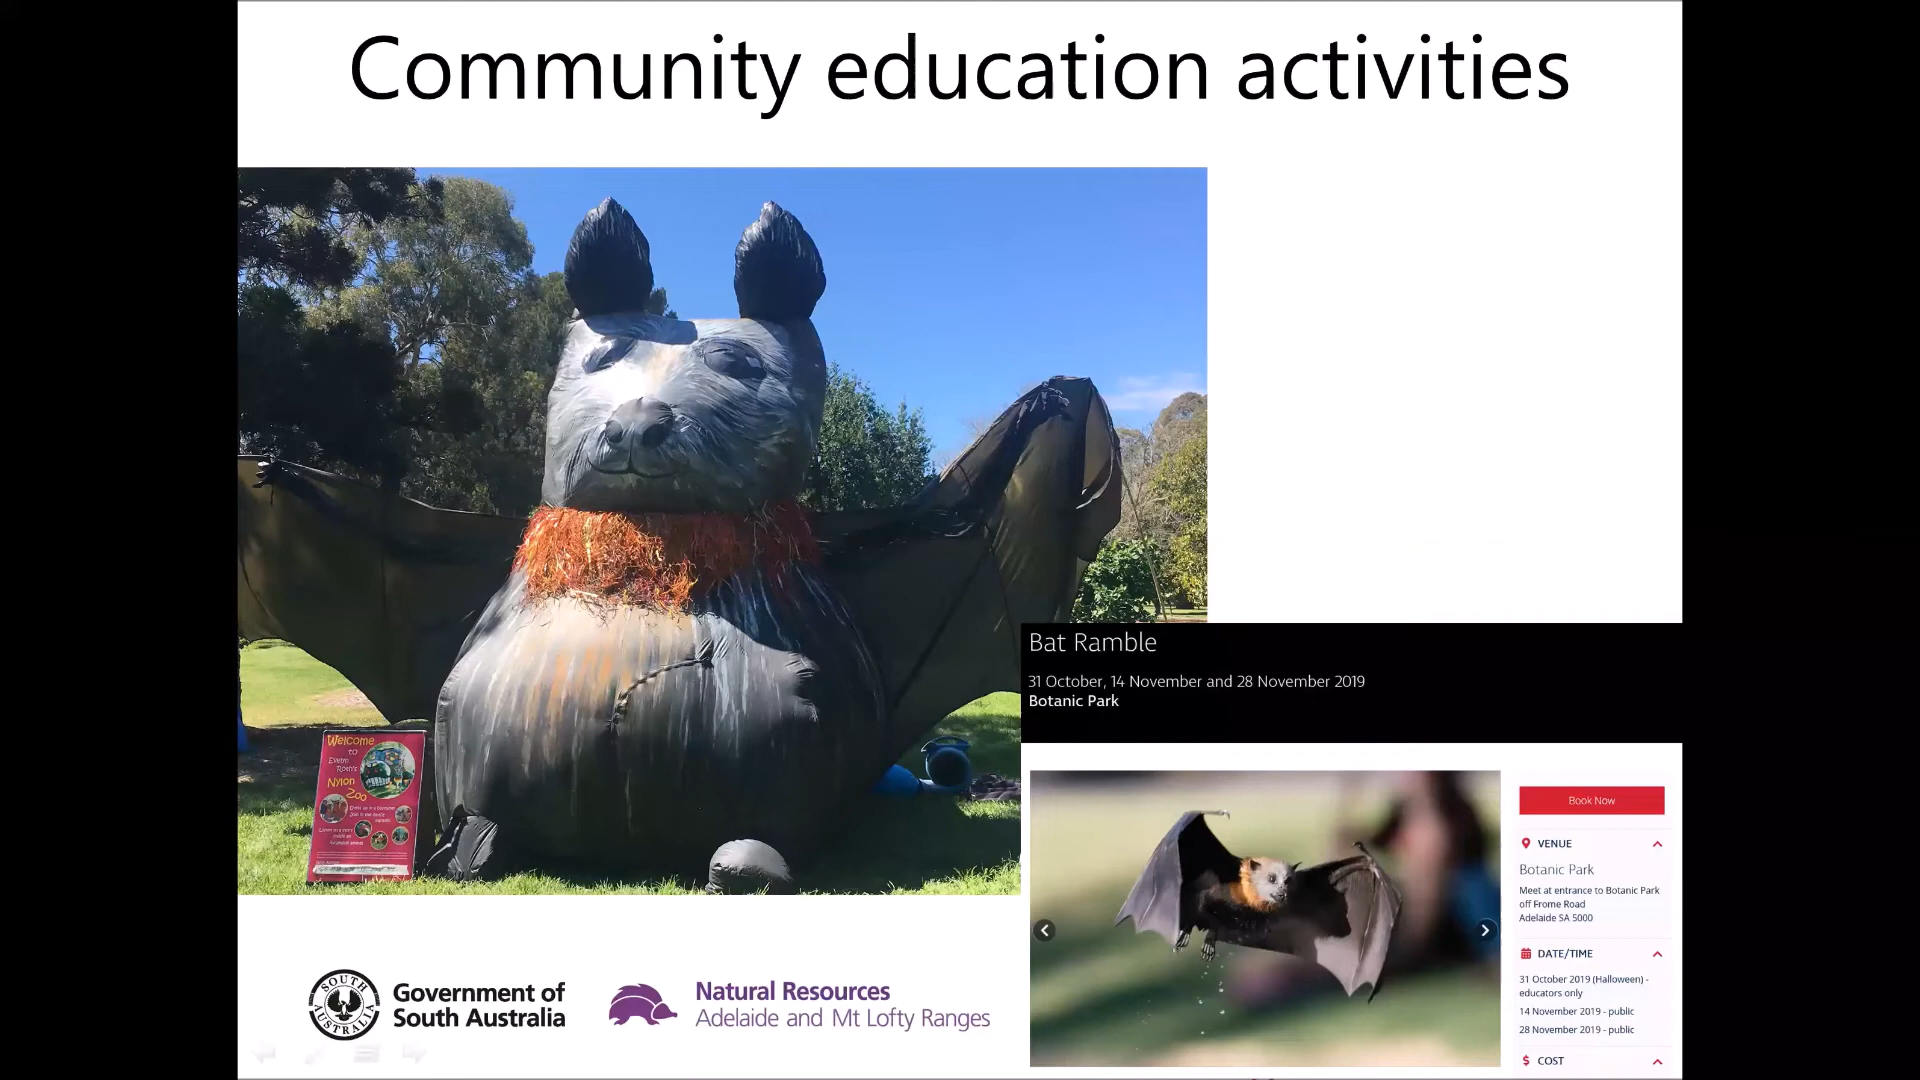 Community education activities
Welcome
to
Evelyn
Roth's
Nylon
Zoo
Bat Ramble
31 October, 14 November and 28 November 2019
Botanic Park
Book Now
VENUE
Botanic Park
Meet at entrance to Botanic Park
off Frome Road
Adelaide SA 5000
DATE/TIME
31 October 2019 (Halloween) -
educators only
14 November 2019 - public
28 November 2019 - public
$ COST
SOUTH
AUSTRALIA
Government of
South Australia
Natural Resources
Adelaide and Mt Lofty Ranges